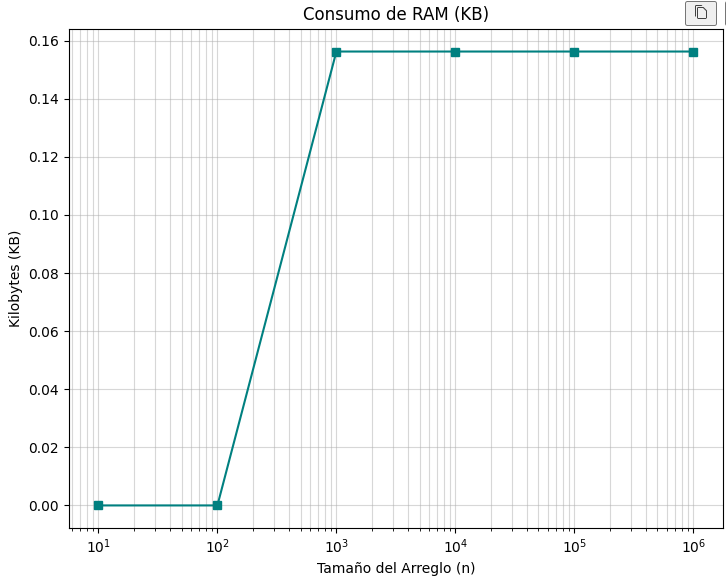 Consumo de RAM (KB)
0.16
0.14
0.12
0.10
0.08
0.06
0.04
0.02
0.00
Kilobytes (KB)
10¹ 10² 10³ 10⁴ 10⁵ 10⁶
Tamaño del Arreglo (n)